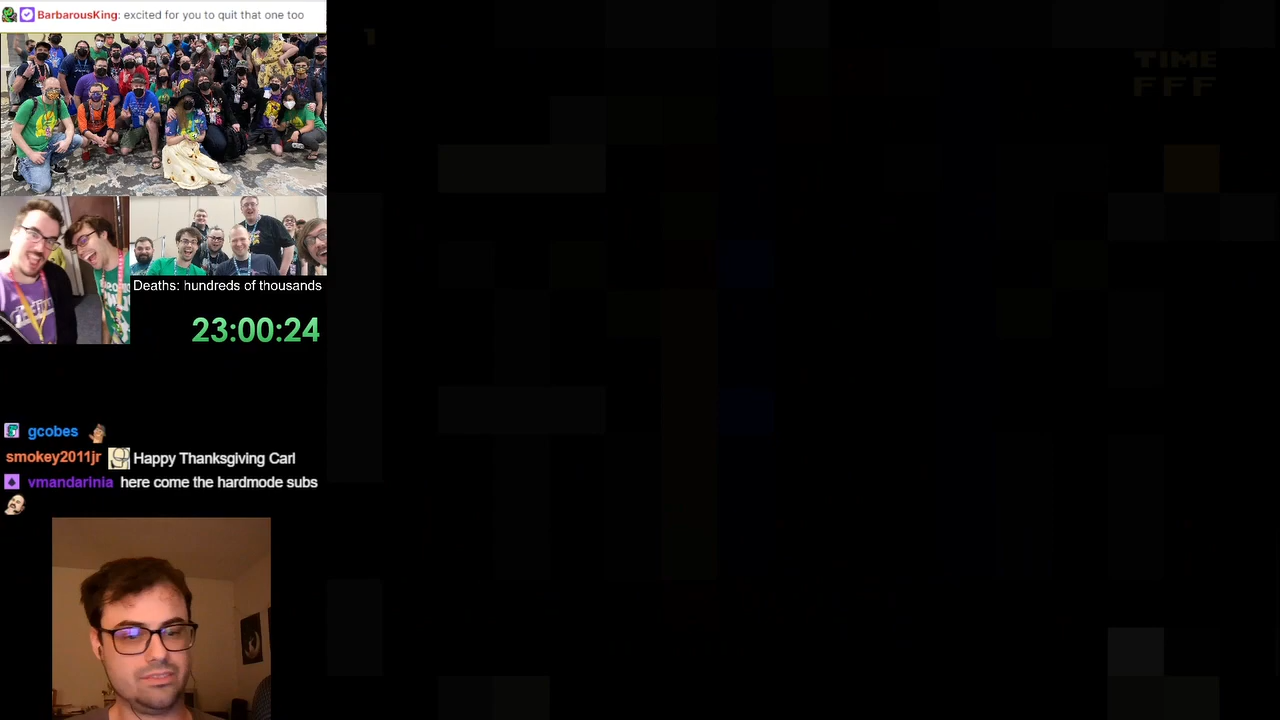 BarbarousKing: excited for you to quit that one too
TIME
FFF
Deaths: hundreds of thousands
23:00:24
gcobes
smokey2011jr Happy Thanksgiving Carl
vmandarinia here come the hardmode subs